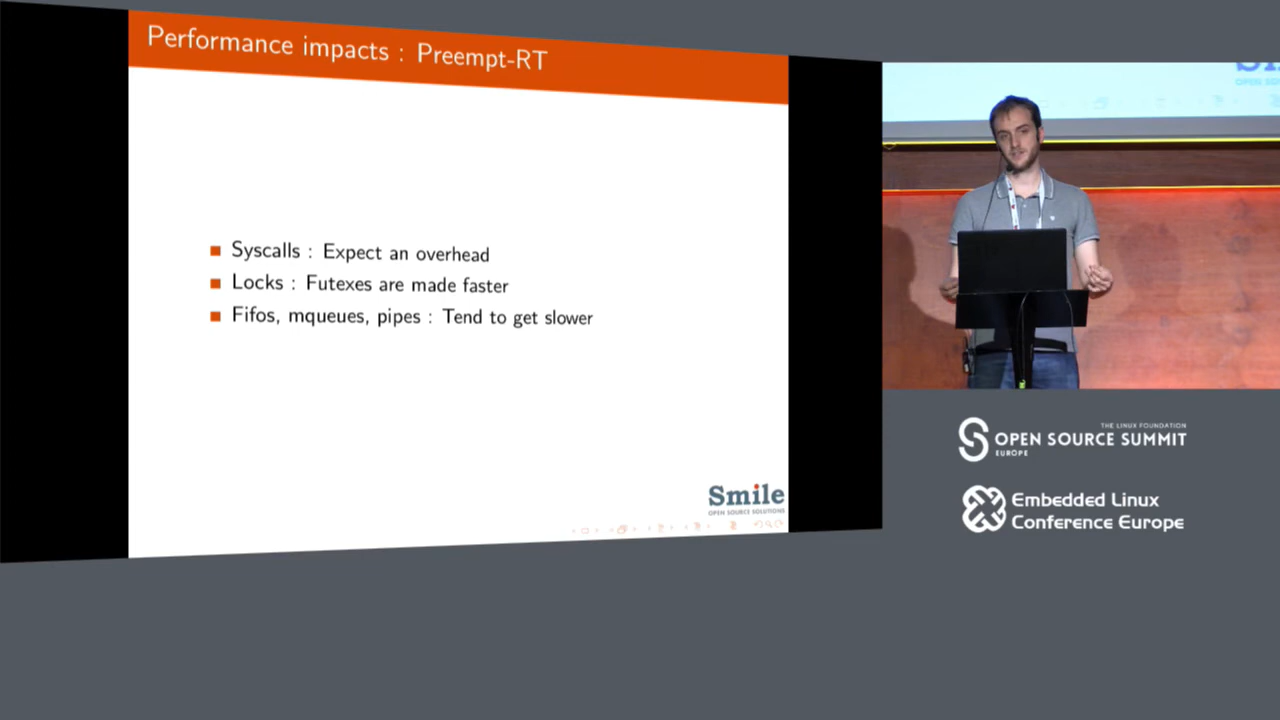 Performance impacts : Preempt-RT
Syscalls : Expect an overhead
Locks : Futexes are made faster
Fifos, mqueues, pipes : Tend to get slower
Smile
OPEN SOURCE SOLUTIONS
THE LINUX FOUNDATION
OPEN SOURCE SUMMIT
EUROPE
Embedded Linux
Conference Europe